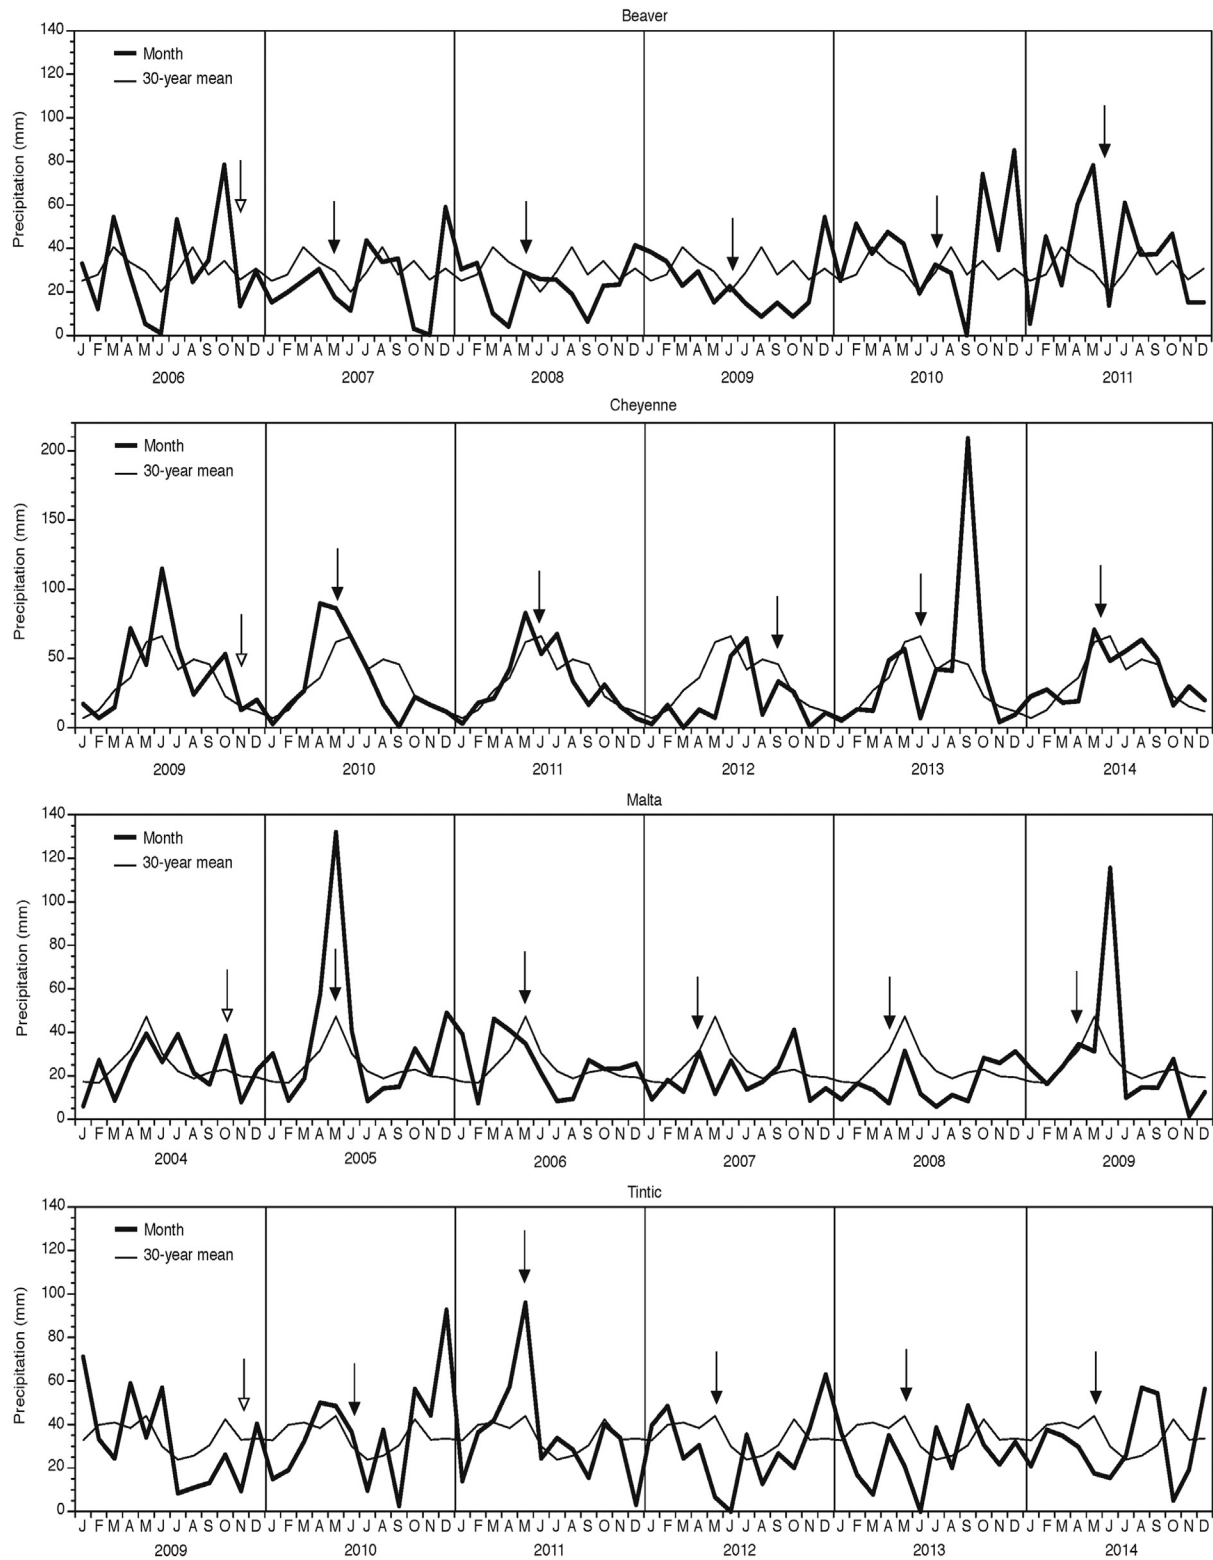 Beaver
Precipitation (mm)
140
120
100
80
60
40
20
0
Month
30-year mean
J F M A M J J A S O N D J F M A M J J A S O N D J F M A M J J A S O N D J F M A M J J A S O N D J F M A M J J A S O N D J F M A M J J A S O N D
2006 2007 2008 2009 2010 2011
Cheyenne
Precipitation (mm)
200
150
100
50
0
Month
30-year mean
J F M A M J J A S O N D J F M A M J J A S O N D J F M A M J J A S O N D J F M A M J J A S O N D J F M A M J J A S O N D J F M A M J J A S O N D
2009 2010 2011 2012 2013 2014
Malta
Precipitation (mm)
140
120
100
80
60
40
20
0
Month
30-year mean
J F M A M J J A S O N D J F M A M J J A S O N D J F M A M J J A S O N D J F M A M J J A S O N D J F M A M J J A S O N D J F M A M J J A S O N D
2004 2005 2006 2007 2008 2009
Tintic
Precipitation (mm)
140
120
100
80
60
40
20
0
Month
30-year mean
J F M A M J J A S O N D J F M A M J J A S O N D J F M A M J J A S O N D J F M A M J J A S O N D J F M A M J J A S O N D J F M A M J J A S O N D
2009 2010 2011 2012 2013 2014